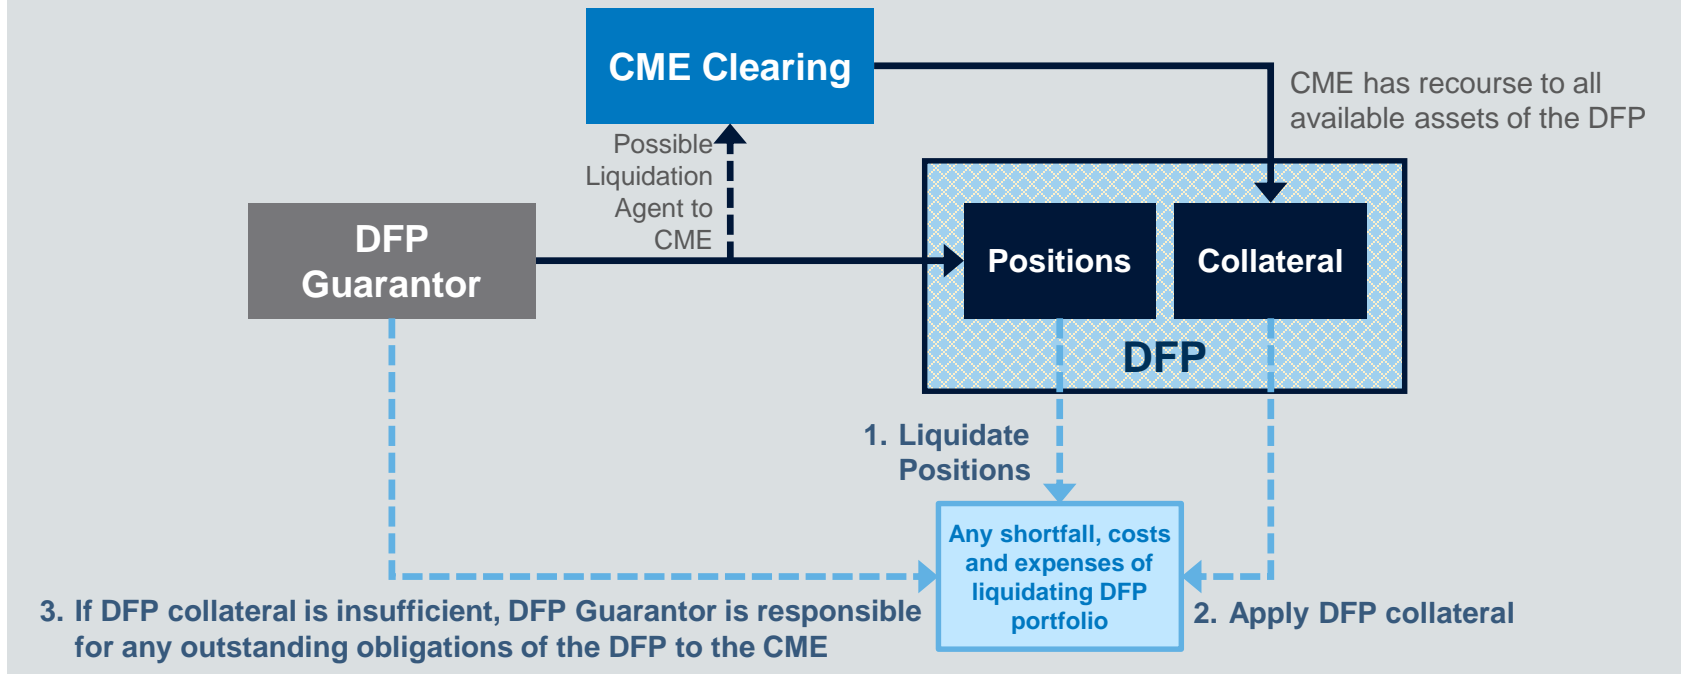 CME Clearing
CME has recourse to all
available assets of the DFP
Possible
Liquidation
Agent to
CME
DFP
Guarantor
Positions
Collateral
DFP
1. Liquidate
Positions
Any shortfall, costs
and expenses of
liquidating DFP
portfolio
2. Apply DFP collateral
3. If DFP collateral is insufficient, DFP Guarantor is responsible
for any outstanding obligations of the DFP to the CME